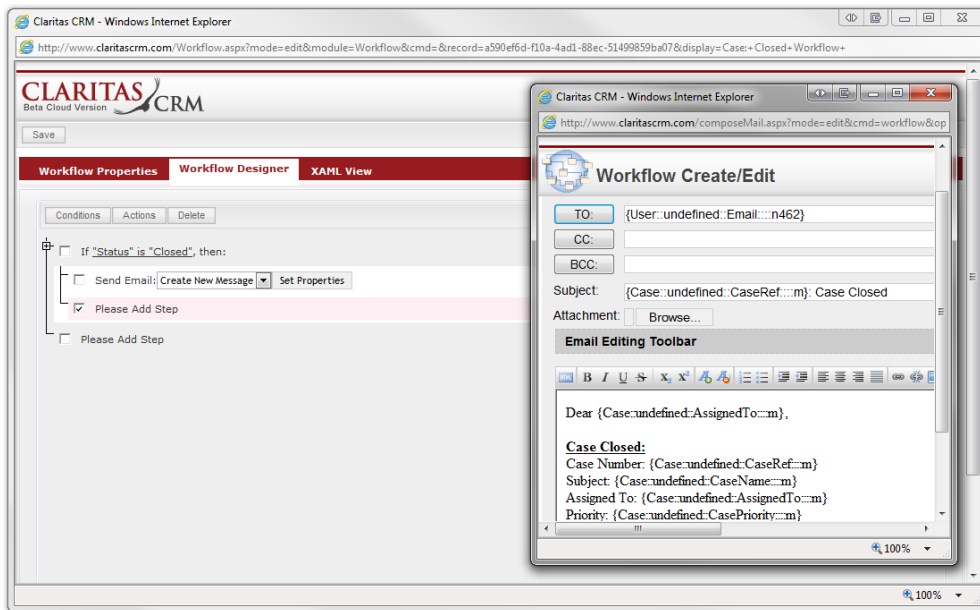 Claritas CRM - Windows Internet Explorer
http://www.claritascrm.com/Workflow.aspx?mode=edit&module=Workflow&cmd=&record=a590ef6d-f10a-4ad1-88ec-51499859ba07&display=Case:+Closed+Workflow+
CLARITAS CRM
Beta Cloud Version
Save
Workflow Properties Workflow Designer XAML View
Conditions Actions Delete
If "Status" is "Closed", then:
Send Email: Create New Message Set Properties
Please Add Step
Please Add Step
100%
Claritas CRM - Windows Internet Explorer
http://www.claritascrm.com/composeMail.aspx?mode=edit&cmd=workflow&op
Workflow Create/Edit
TO: {User::undefined::Email::::n462}
CC:
BCC:
Subject: {Case::undefined::CaseRef::::m}: Case Closed
Attachment: Browse...
Email Editing Toolbar
B I U S X₂ X²
Dear {Case::undefined::AssignedTo::::m},
Case Closed:
Case Number: {Case::undefined::CaseRef::::m}
Subject: {Case::undefined::CaseName::::m}
Assigned To: {Case::undefined::AssignedTo::::m}
Priority: {Case::undefined::CasePriority::::m}
100%